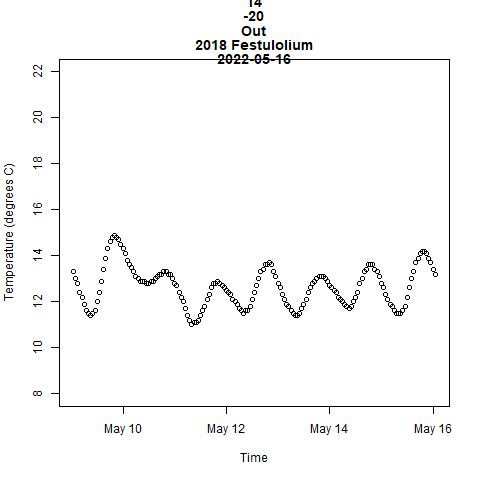 14
-20
Out
2018 Festulolium
2022-05-16
22
20
18
16
14
12
10
8
Temperature (degrees C)
May 10
May 12
May 14
May 16
Time